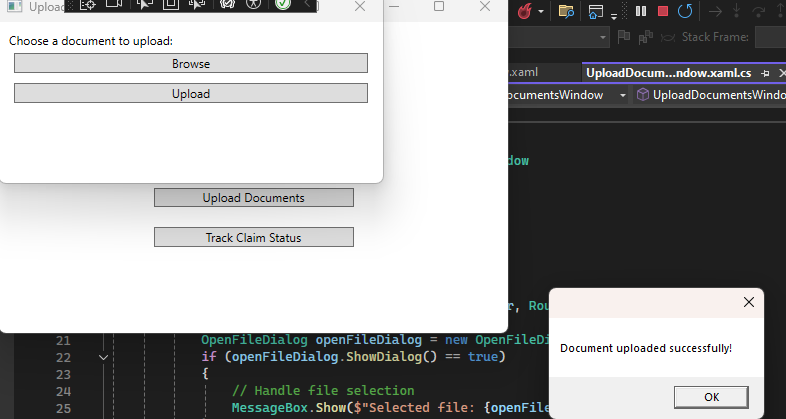 Upload
Choose a document to upload:
Browse
Upload
Upload Documents
Track Claim Status
Stack Frame:
.xaml
UploadDocum...ndow.xaml.cs
ocumentsWindow
UploadDocumentsWindo
dow
r, Rou
21 OpenFileDialog openFileDialog = new OpenFileDi
22 if (openFileDialog.ShowDialog() == true)
23 {
24 // Handle file selection
25 MessageBox.Show($"Selected file: {openFile
Document uploaded successfully!
OK